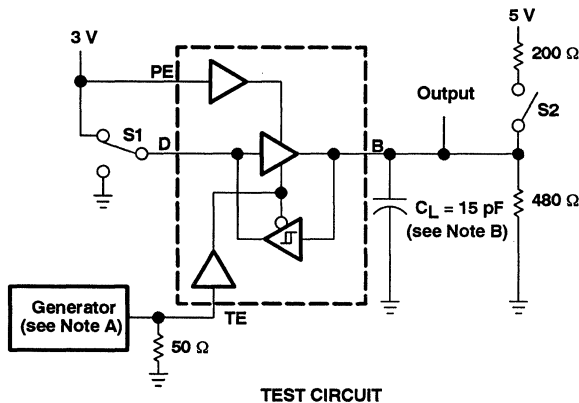 5 V
3 V
200 Ω
PE
Output
S2
S1
D
B
CL = 15 pF
(see Note B)
480 Ω
Generator
(see Note A)
TE
50 Ω
TEST CIRCUIT